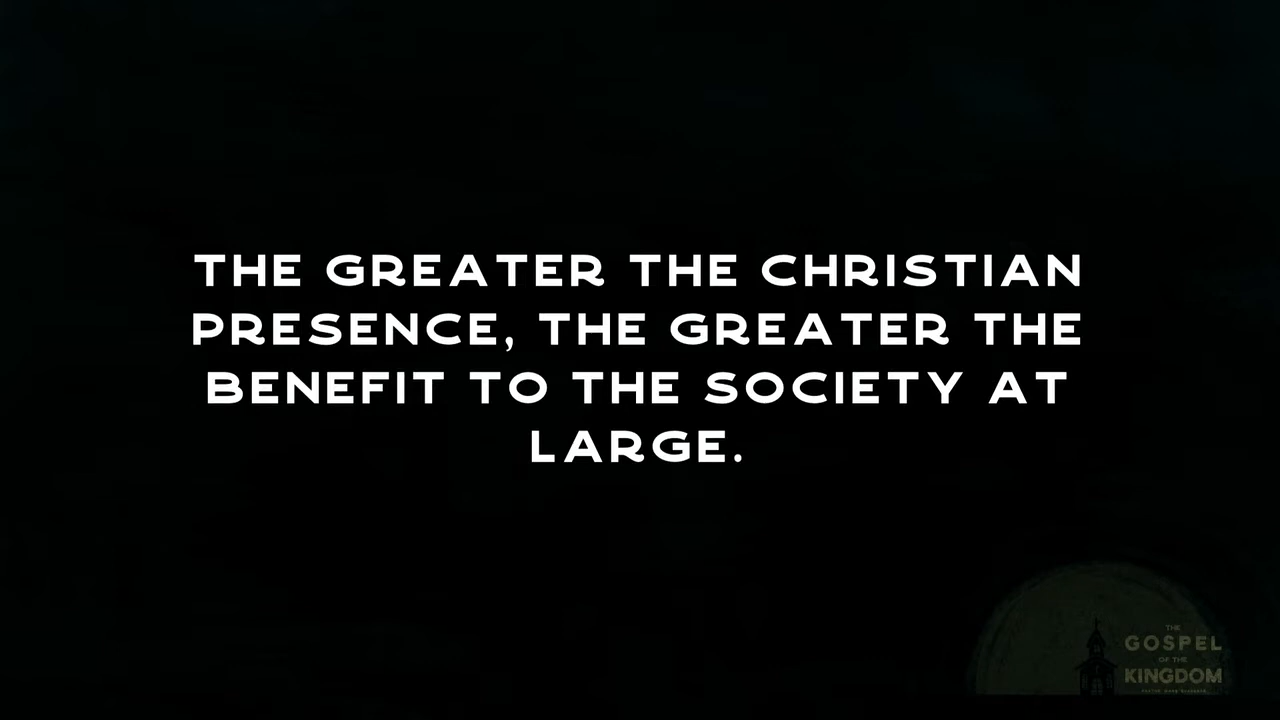 THE GREATER THE CHRISTIAN
PRESENCE, THE GREATER THE
BENEFIT TO THE SOCIETY AT
LARGE.
THE
GOSPEL
OF THE
KINGDOM